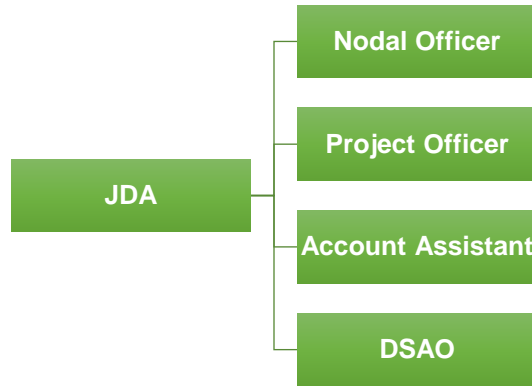 JDA
Nodal Officer
Project Officer
Account Assistant
DSAO